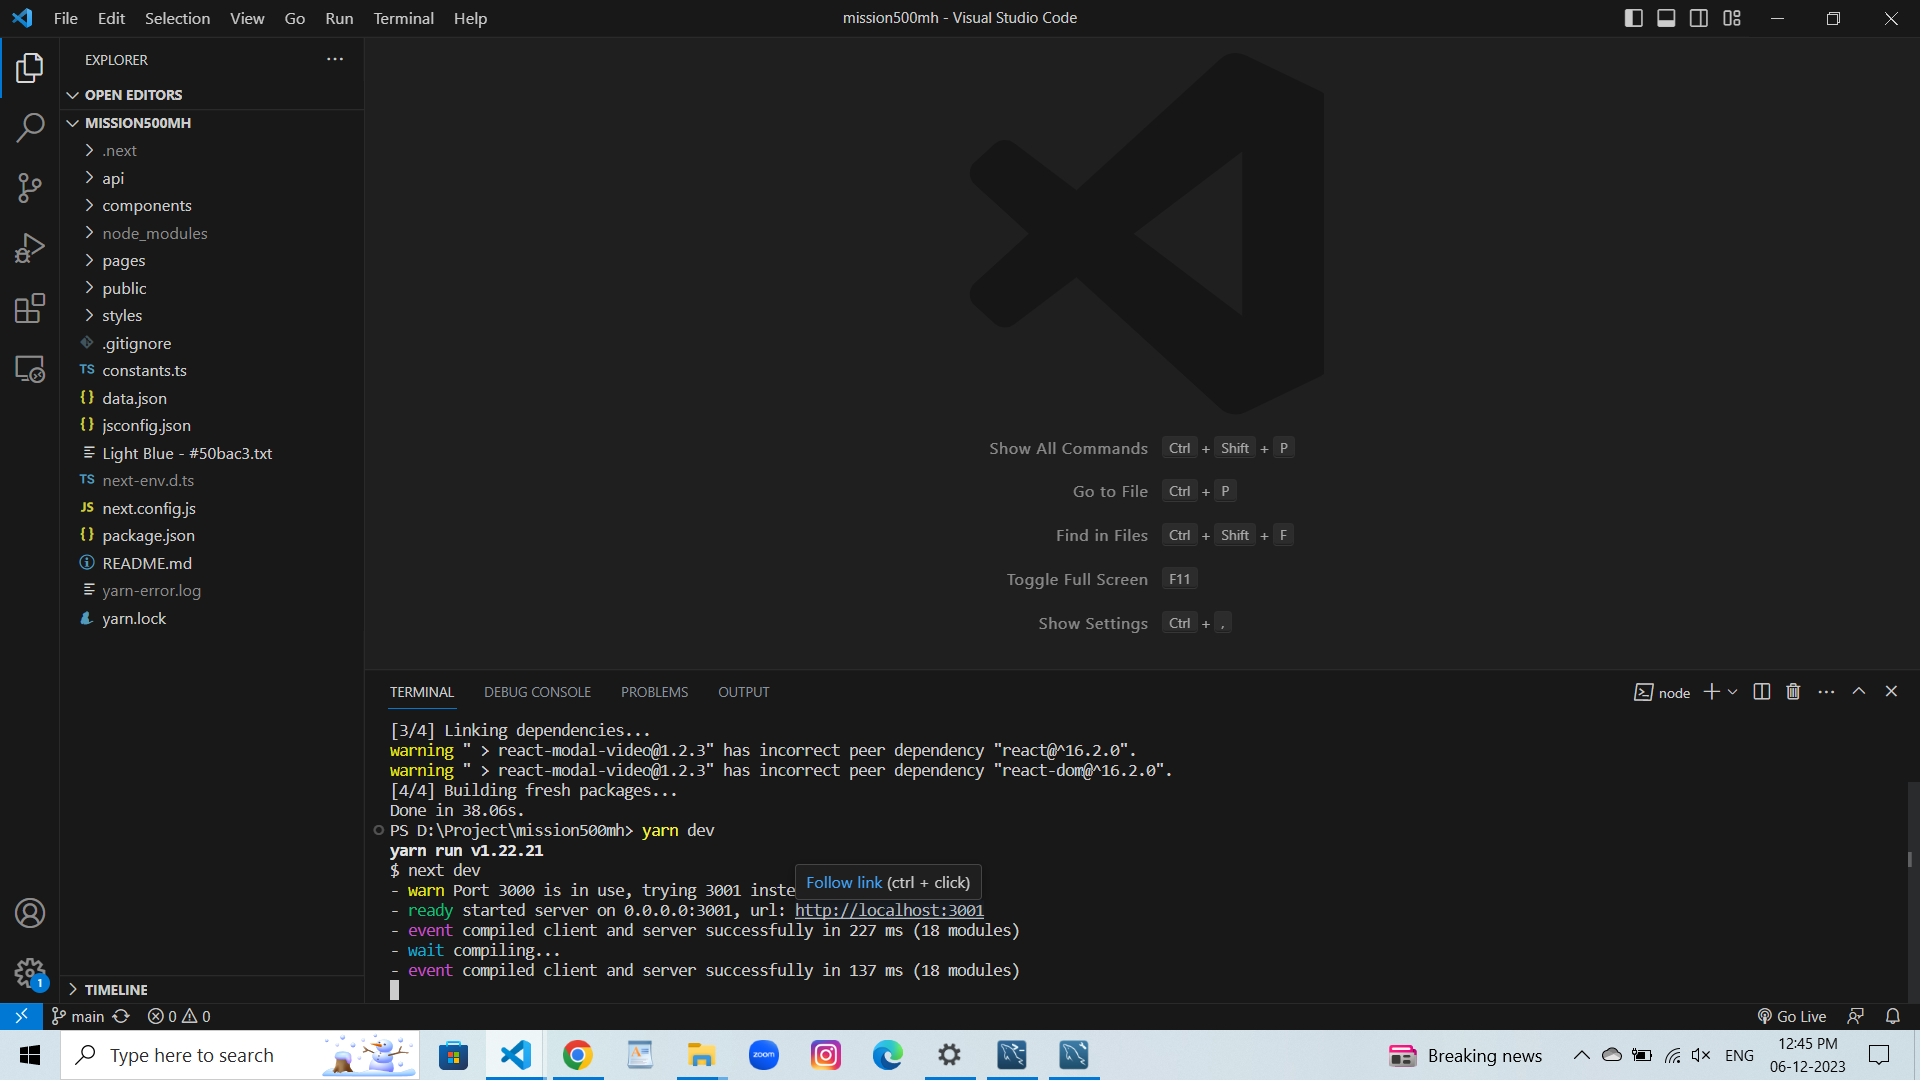 File Edit Selection View Go Run Terminal Help
mission500mh - Visual Studio Code
EXPLORER
OPEN EDITORS
MISSION500MH
.next
api
components
node_modules
pages
public
styles
.gitignore
TS constants.ts
{} data.json
{} jsconfig.json
Light Blue - #50bac3.txt
TS next-env.d.ts
JS next.config.js
{} package.json
README.md
yarn-error.log
yarn.lock
TIMELINE
Show All Commands Ctrl + Shift + P
Go to File Ctrl + P
Find in Files Ctrl + Shift + F
Toggle Full Screen F11
Show Settings Ctrl + ,
TERMINAL DEBUG CONSOLE PROBLEMS OUTPUT
node
[3/4] Linking dependencies...
warning " > react-modal-video@1.2.3" has incorrect peer dependency "react@^16.2.0".
warning " > react-modal-video@1.2.3" has incorrect peer dependency "react-dom@^16.2.0".
[4/4] Building fresh packages...
Done in 38.06s.
PS D:\Project\mission500mh> yarn dev
yarn run v1.22.21
$ next dev
Follow link (ctrl + click)
- warn Port 3000 is in use, trying 3001 inste
- ready started server on 0.0.0.0:3001, url: http://localhost:3001
- event compiled client and server successfully in 227 ms (18 modules)
- wait compiling...
- event compiled client and server successfully in 137 ms (18 modules)
1
main 0 0
Go Live
Type here to search
zoom
Breaking news
ENG
12:45 PM
06-12-2023